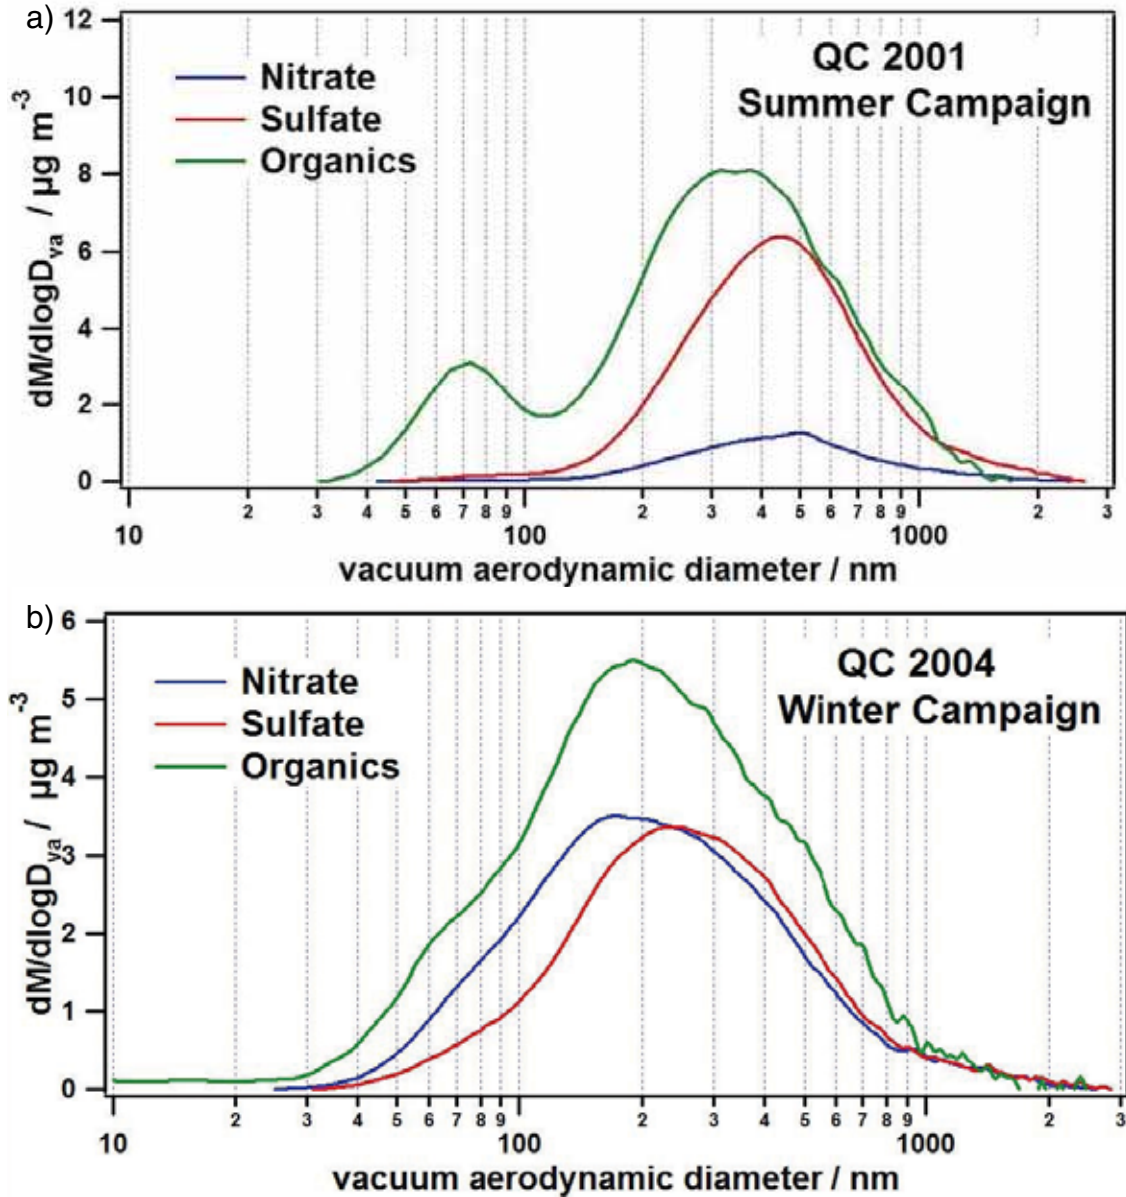 a)
12
10
8
6
4
2
0
dM/dlogDva / µg m-3
Nitrate
Sulfate
Organics
QC 2001
Summer Campaign
2 3 4 5 6 7 8 9 2 3 4 5 6 7 8 9 2 3
10 100 1000
vacuum aerodynamic diameter / nm
b)
6
5
4
3
2
1
0
dM/dlogDva / µg m-3
Nitrate
Sulfate
Organics
QC 2004
Winter Campaign
2 3 4 5 6 7 8 9 2 3 4 5 6 7 8 9 2 3
10 100 1000
vacuum aerodynamic diameter / nm